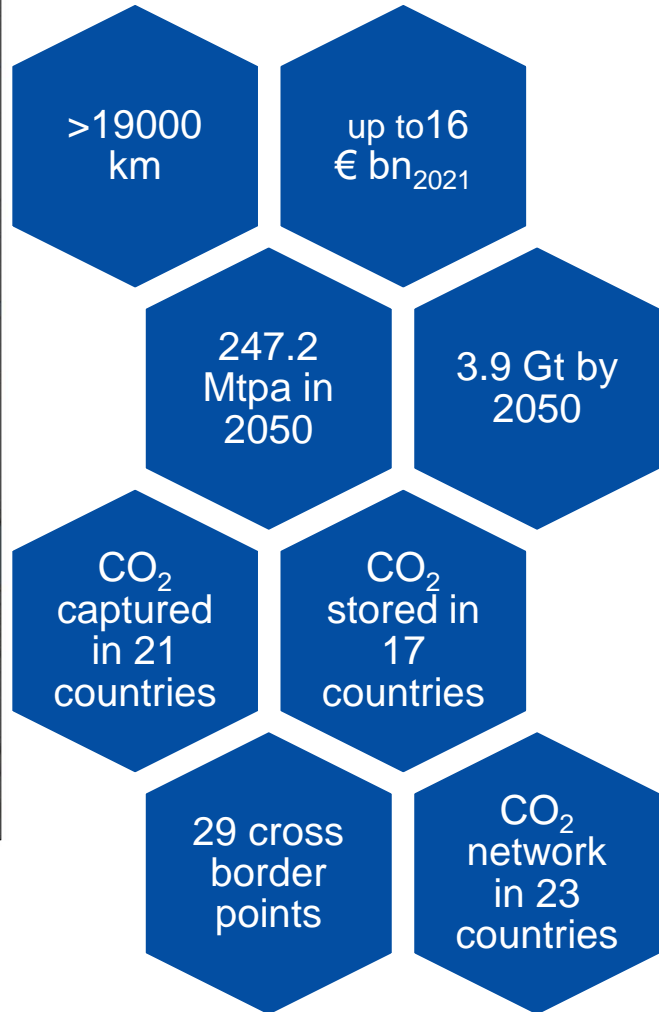 >19000
km
up to16
€ bn₂₀₂₁
247.2
Mtpa in
2050
3.9 Gt by
2050
CO₂
captured
in 21
countries
CO₂
stored in
17
countries
29 cross
border
points
CO₂
network
in 23
countries